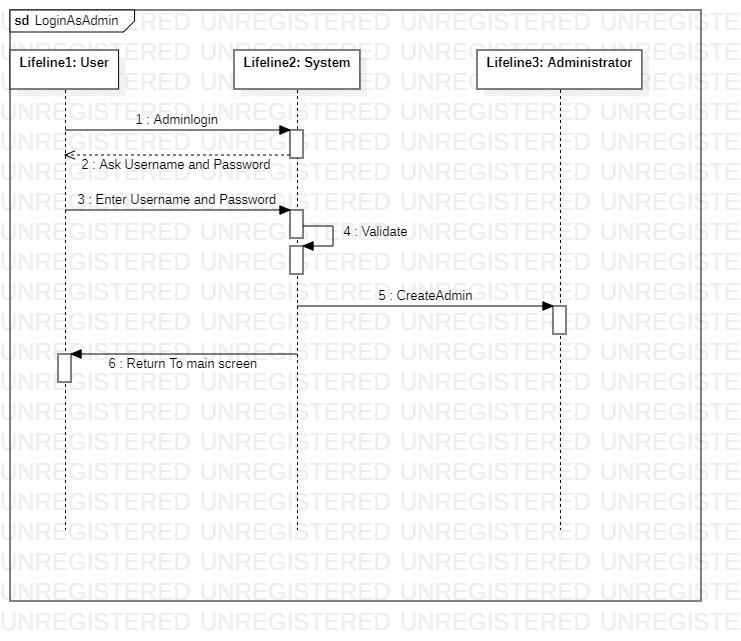 sd LoginAsAdmin
Lifeline1: User
Lifeline2: System
Lifeline3: Administrator
1 : Adminlogin
2 : Ask Username and Password
3 : Enter Username and Password
4 : Validate
5 : CreateAdmin
6 : Return To main screen
UNREGISTERED UNREGISTERED UNREGISTERED UNREGISTERED